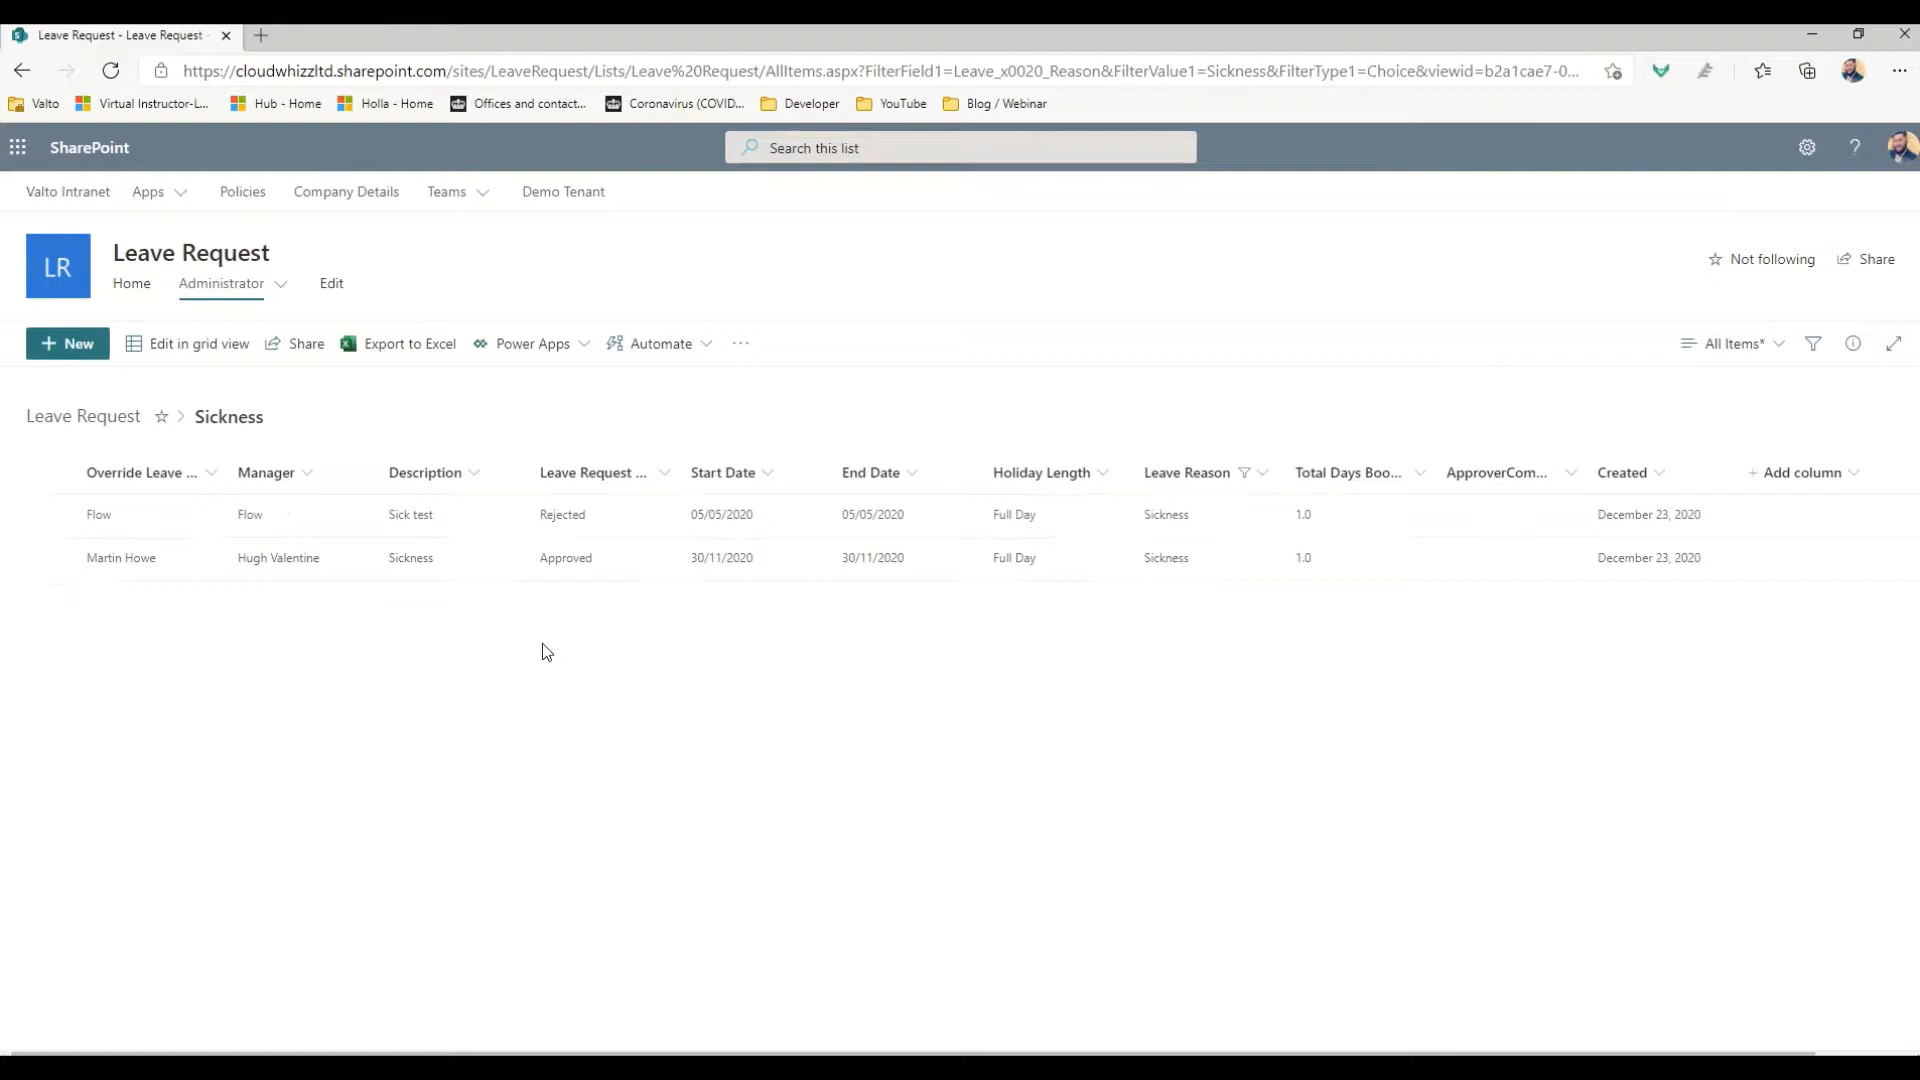 Leave Request - Leave Request
https://cloudwhizzltd.sharepoint.com/sites/LeaveRequest/Lists/Leave%20Request/AllItems.aspx?FilterField1=Leave_x0020_Reason&FilterValue1=Sickness&FilterType1=Choice&viewid=b2a1cae7-0...
Valto Virtual Instructor-L... Hub - Home Holla - Home Offices and contact... Coronavirus (COVID... Developer YouTube Blog / Webinar
SharePoint Search this list ?
Valto Intranet Apps Policies Company Details Teams Demo Tenant
LR
Leave Request
Not following Share
Home Administrator Edit
+ New Edit in grid view Share Export to Excel Power Apps Automate ... All Items*
Leave Request > Sickness
Override Leave ... Manager Description Leave Request ... Start Date End Date Holiday Length Leave Reason Total Days Boo... ApproverCom... Created + Add column
Flow Flow Sick test Rejected 05/05/2020 05/05/2020 Full Day Sickness 1.0 December 23, 2020
Martin Howe Hugh Valentine Sickness Approved 30/11/2020 30/11/2020 Full Day Sickness 1.0 December 23, 2020